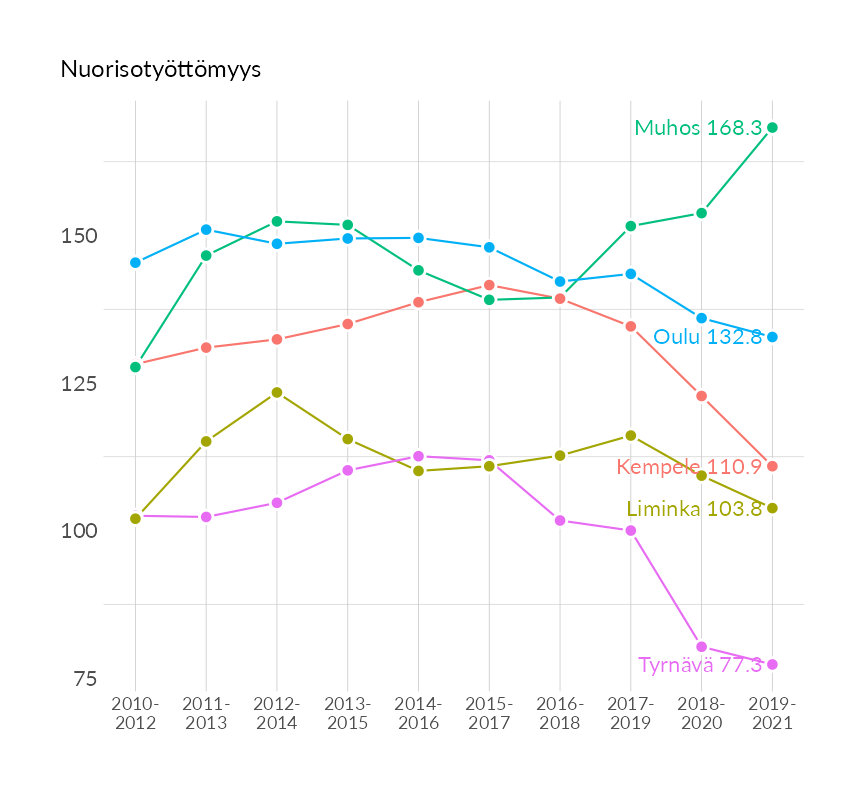 Nuorisotyöttömyys
Muhos 168.3
150
Oulu 132.8
125
Kempele 110.9
Liminka 103.8
100
Tyrnävä 77.3
75
2010- 2011- 2012- 2013- 2014- 2015- 2016- 2017- 2018- 2019-
2012 2013 2014 2015 2016 2017 2018 2019 2020 2021